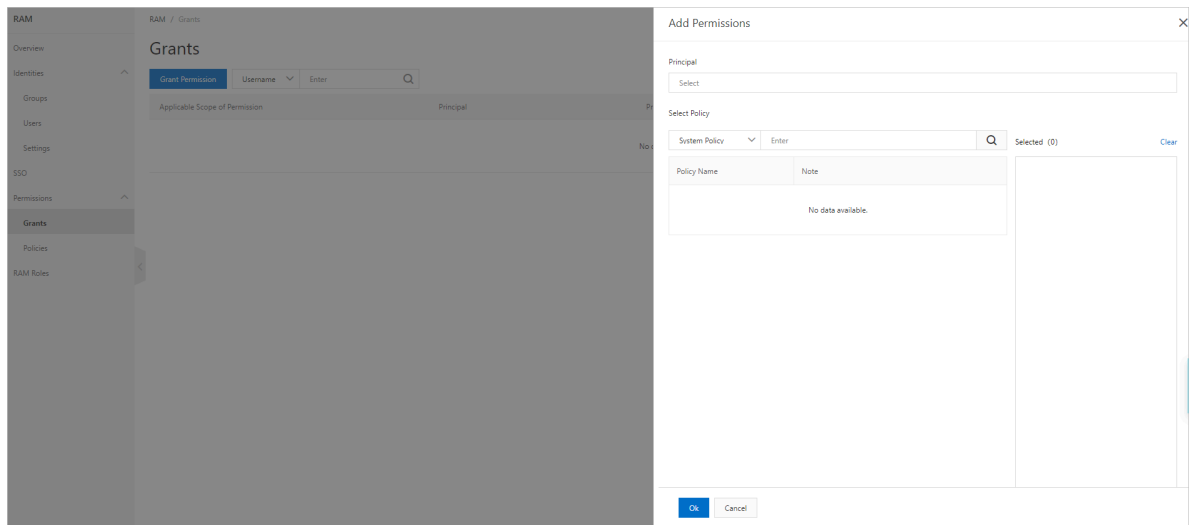 RAM
Overview
Identities
Groups
Users
Settings
SSO
Permissions
Grants
Policies
RAM Roles
RAM / Grants
Grants
Grant Permission
Username
Enter
Applicable Scope of Permission
Principal
Add Permissions
Principal
Select
Select Policy
System Policy
Enter
Selected (0)
Clear
Policy Name
Note
No data available.
Ok
Cancel